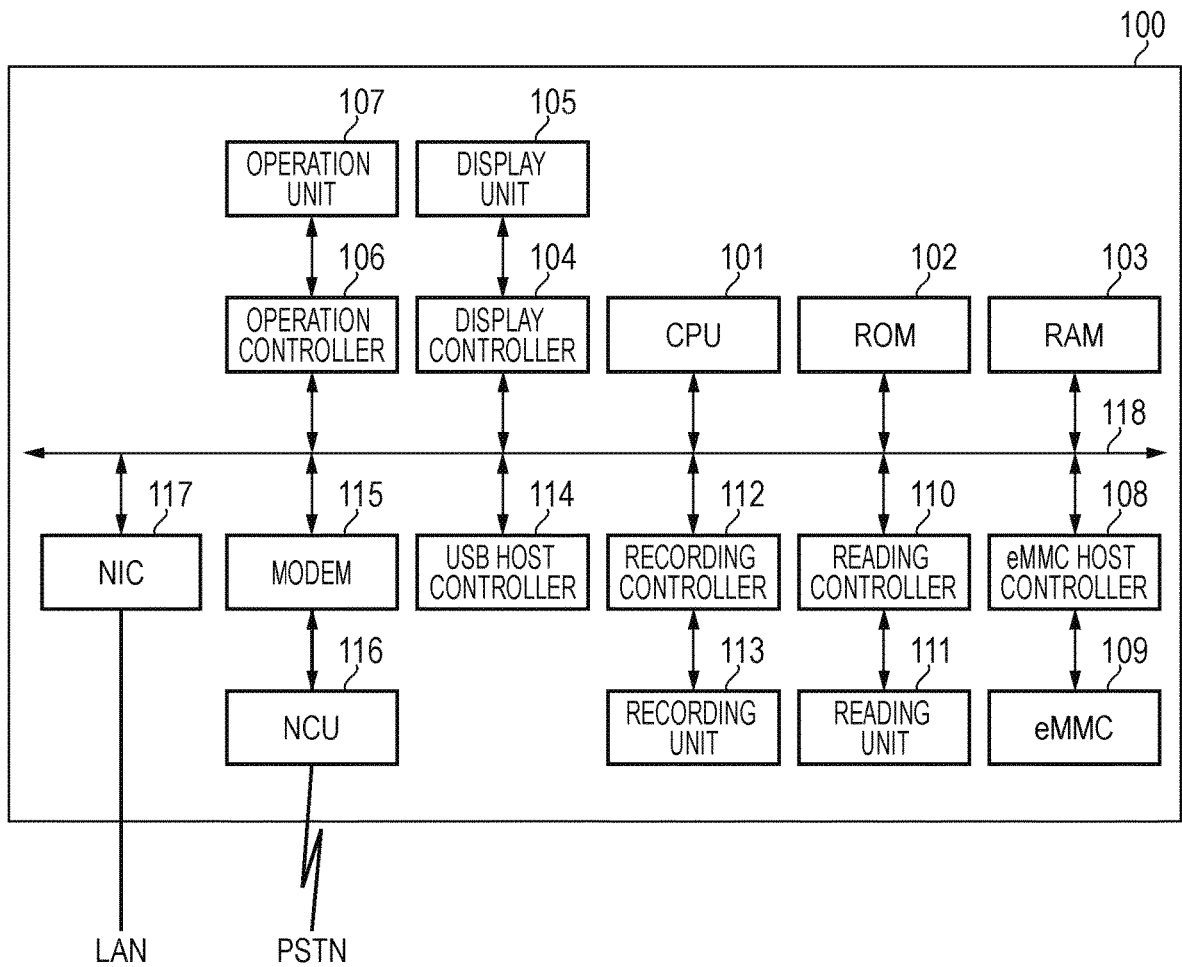 100
107
105
OPERATION
UNIT
DISPLAY
UNIT
106
104
101
102
103
OPERATION
CONTROLLER
DISPLAY
CONTROLLER
CPU
ROM
RAM
118
117
115
114
112
110
108
NIC
MODEM
USB HOST
CONTROLLER
RECORDING
CONTROLLER
READING
CONTROLLER
eMMC HOST
CONTROLLER
116
113
111
109
NCU
RECORDING
UNIT
READING
UNIT
eMMC
LAN
PSTN